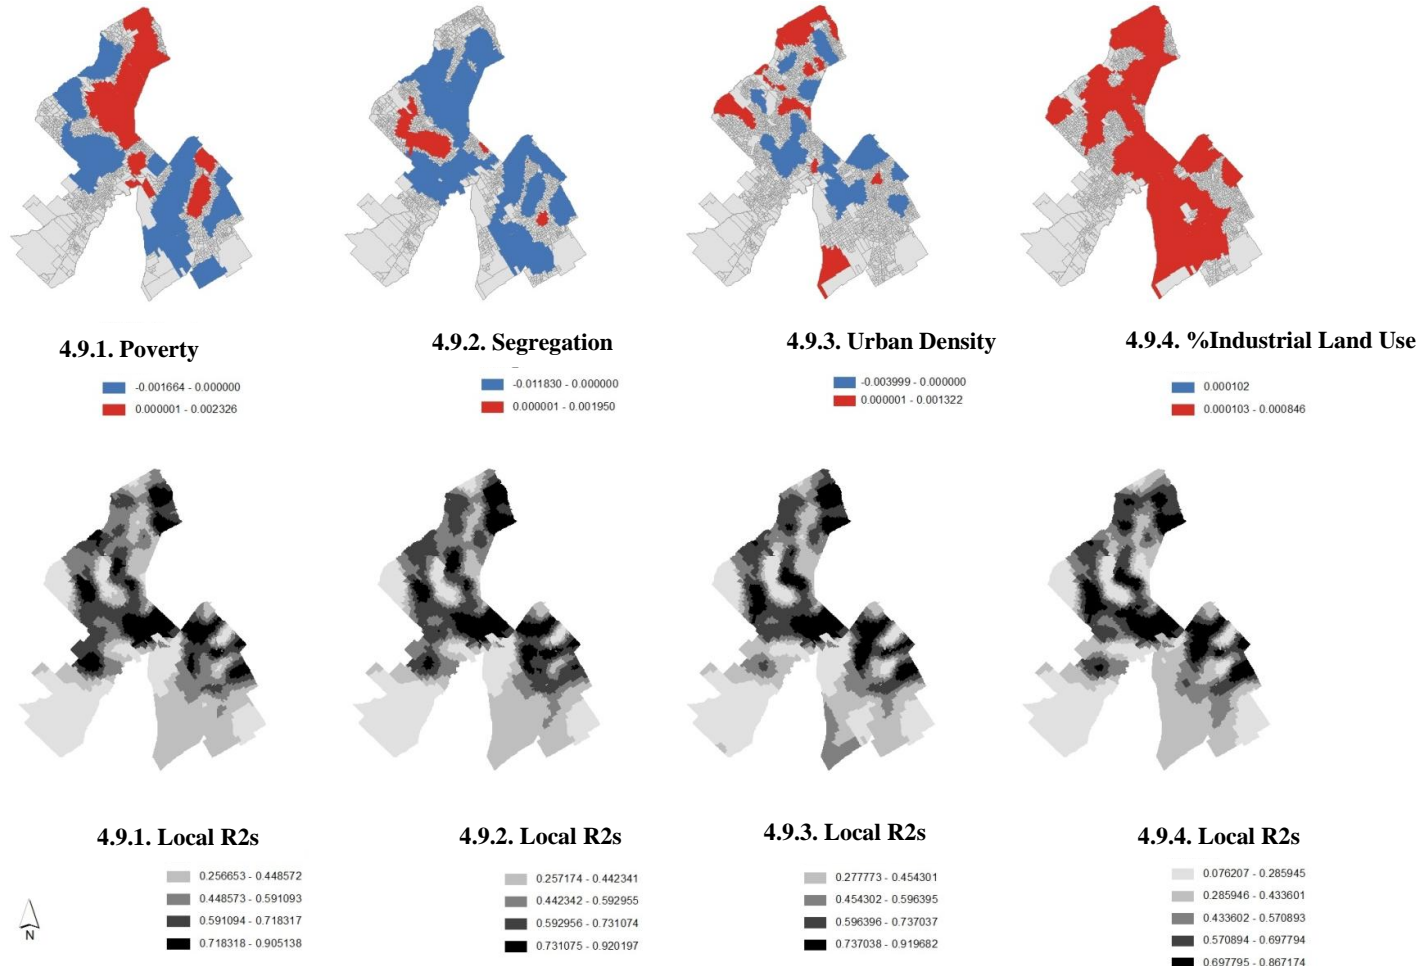 4.9.1. Poverty
-0.001664 - 0.000000
0.000001 - 0.002326
4.9.2. Segregation
-0.011830 - 0.000000
0.000001 - 0.001950
4.9.3. Urban Density
-0.003999 - 0.000000
0.000001 - 0.001322
4.9.4. %Industrial Land Use
0.000102
0.000103 - 0.000846
4.9.1. Local R2s
0.256653 - 0.448572
0.448573 - 0.591093
0.591094 - 0.718317
0.718318 - 0.905138
4.9.2. Local R2s
0.257174 - 0.442341
0.442342 - 0.592955
0.592956 - 0.731074
0.731075 - 0.920197
4.9.3. Local R2s
0.277773 - 0.454301
0.454302 - 0.596395
0.596396 - 0.737037
0.737038 - 0.919682
4.9.4. Local R2s
0.076207 - 0.285945
0.285946 - 0.433601
0.433602 - 0.570893
0.570894 - 0.697794
0.697795 - 0.867174
N